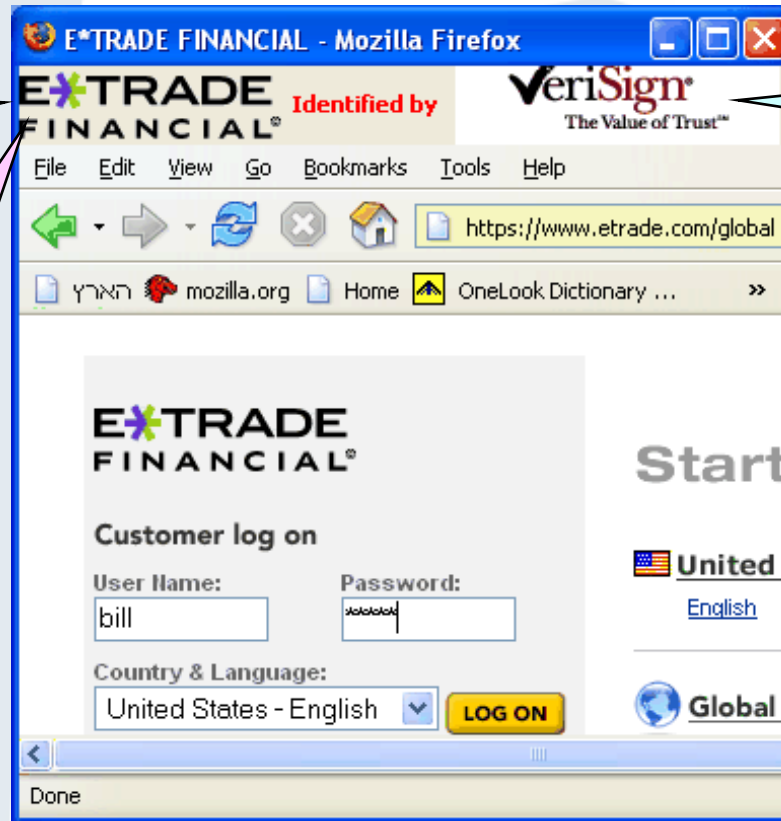 E*TRADE FINANCIAL - Mozilla Firefox
E*TRADE FINANCIAL® Identified by VeriSign® The Value of Trust℠
File Edit View Go Bookmarks Tools Help
https://www.etrade.com/global
הארץ mozilla.org Home OneLook Dictionary ... »
E*TRADE
FINANCIAL®
Start
Customer log on
User Name: Password:
bill ******
United
English
Country & Language:
United States - English LOG ON
Global
Done